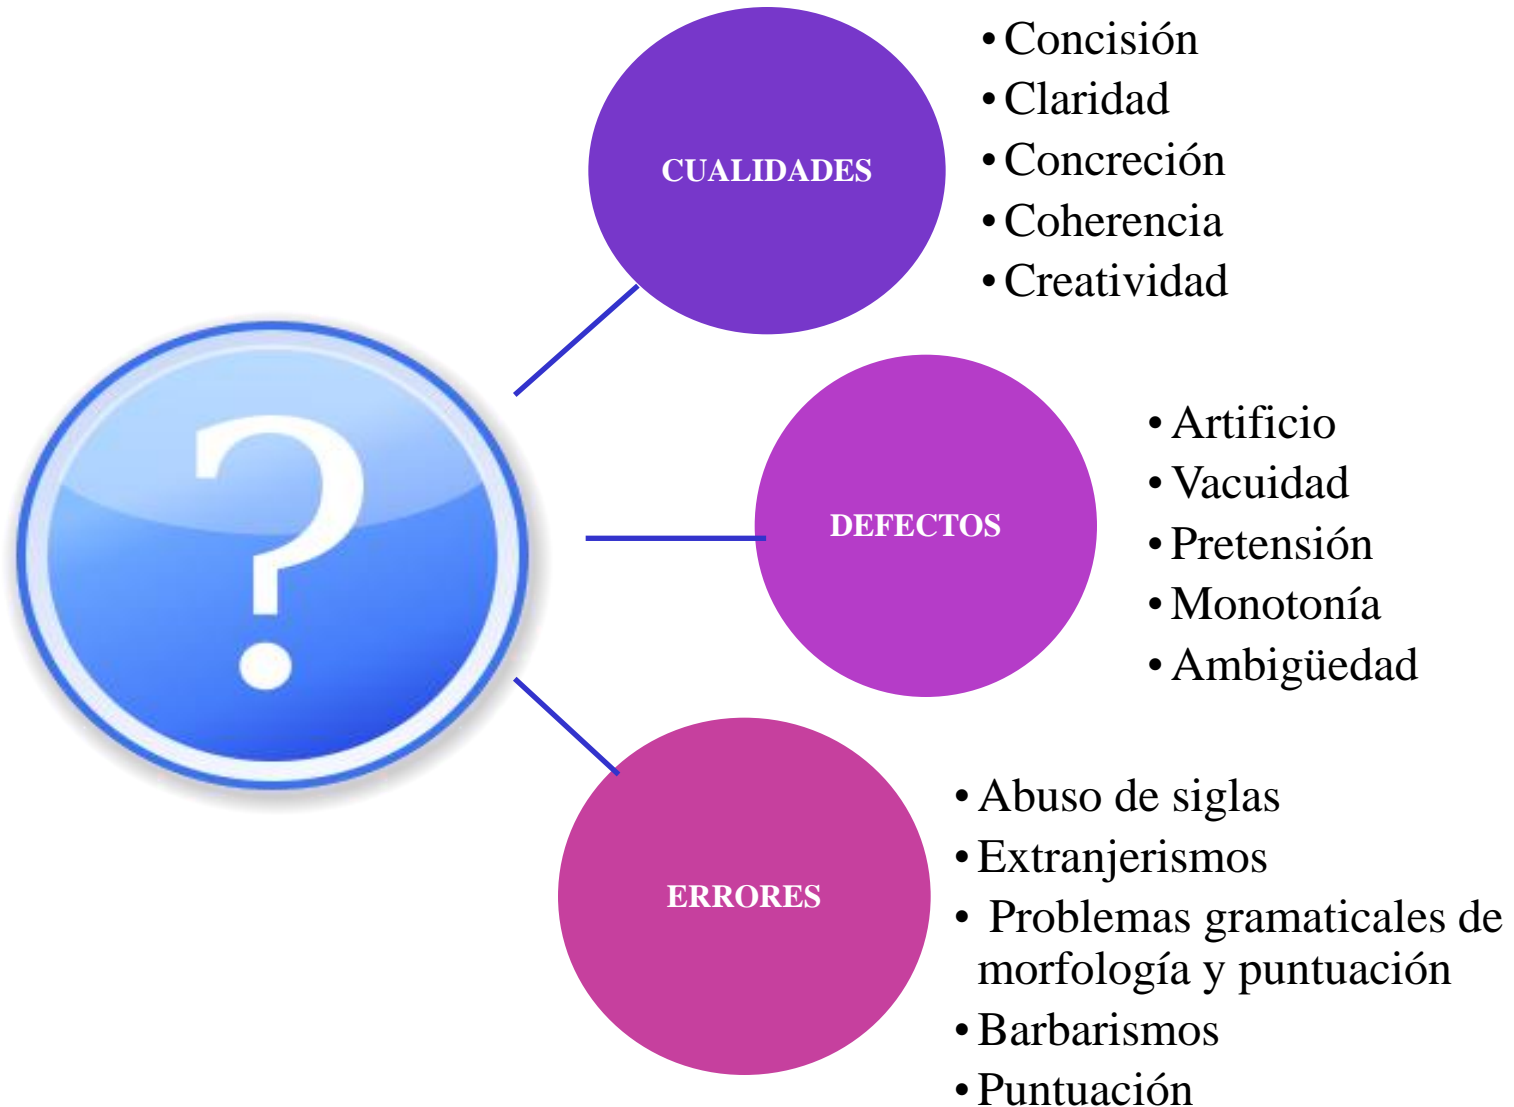 ?
CUALIDADES
• Concisión
• Claridad
• Concreción
• Coherencia
• Creatividad
DEFECTOS
• Artificio
• Vacuidad
• Pretensión
• Monotonía
• Ambigüedad
ERRORES
• Abuso de siglas
• Extranjerismos
• Problemas gramaticales de
morfología y puntuación
• Barbarismos
• Puntuación